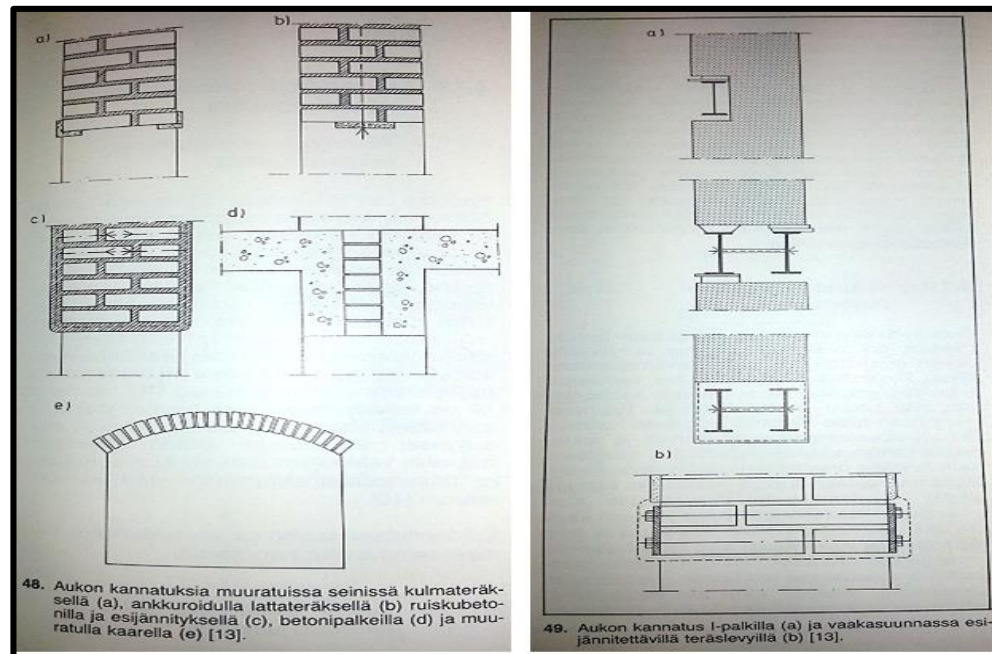 a)
b)
c)
d)
e)
48. Aukon kannatuksia muuratuissa seinissä kulmateräk-
sellä (a), ankkuroidulla lattateräksellä (b) ruiskubeto-
nilla ja esijännityksellä (c), betonipalkeilla (d) ja muu-
ratulla kaarella (e) [13].
a)
b)
49. Aukon kannatus I-palkilla (a) ja vaakasuunnassa esi-
jännitettävillä teräslevyillä (b) [13].